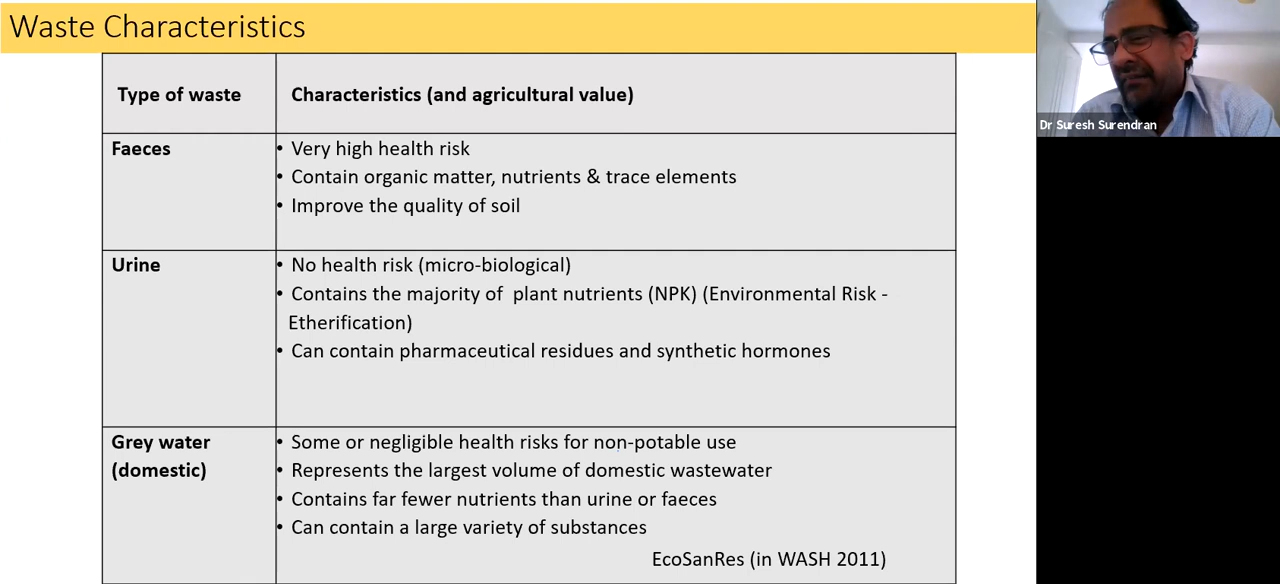 Waste Characteristics
Type of waste
Characteristics (and agricultural value)
Faeces
• Very high health risk
• Contain organic matter, nutrients & trace elements
• Improve the quality of soil
Urine
• No health risk (micro-biological)
• Contains the majority of plant nutrients (NPK) (Environmental Risk -
Etherification)
• Can contain pharmaceutical residues and synthetic hormones
Grey water
(domestic)
• Some or negligible health risks for non-potable use
• Represents the largest volume of domestic wastewater
• Contains far fewer nutrients than urine or faeces
• Can contain a large variety of substances
EcoSanRes (in WASH 2011)
Dr Suresh Surendran